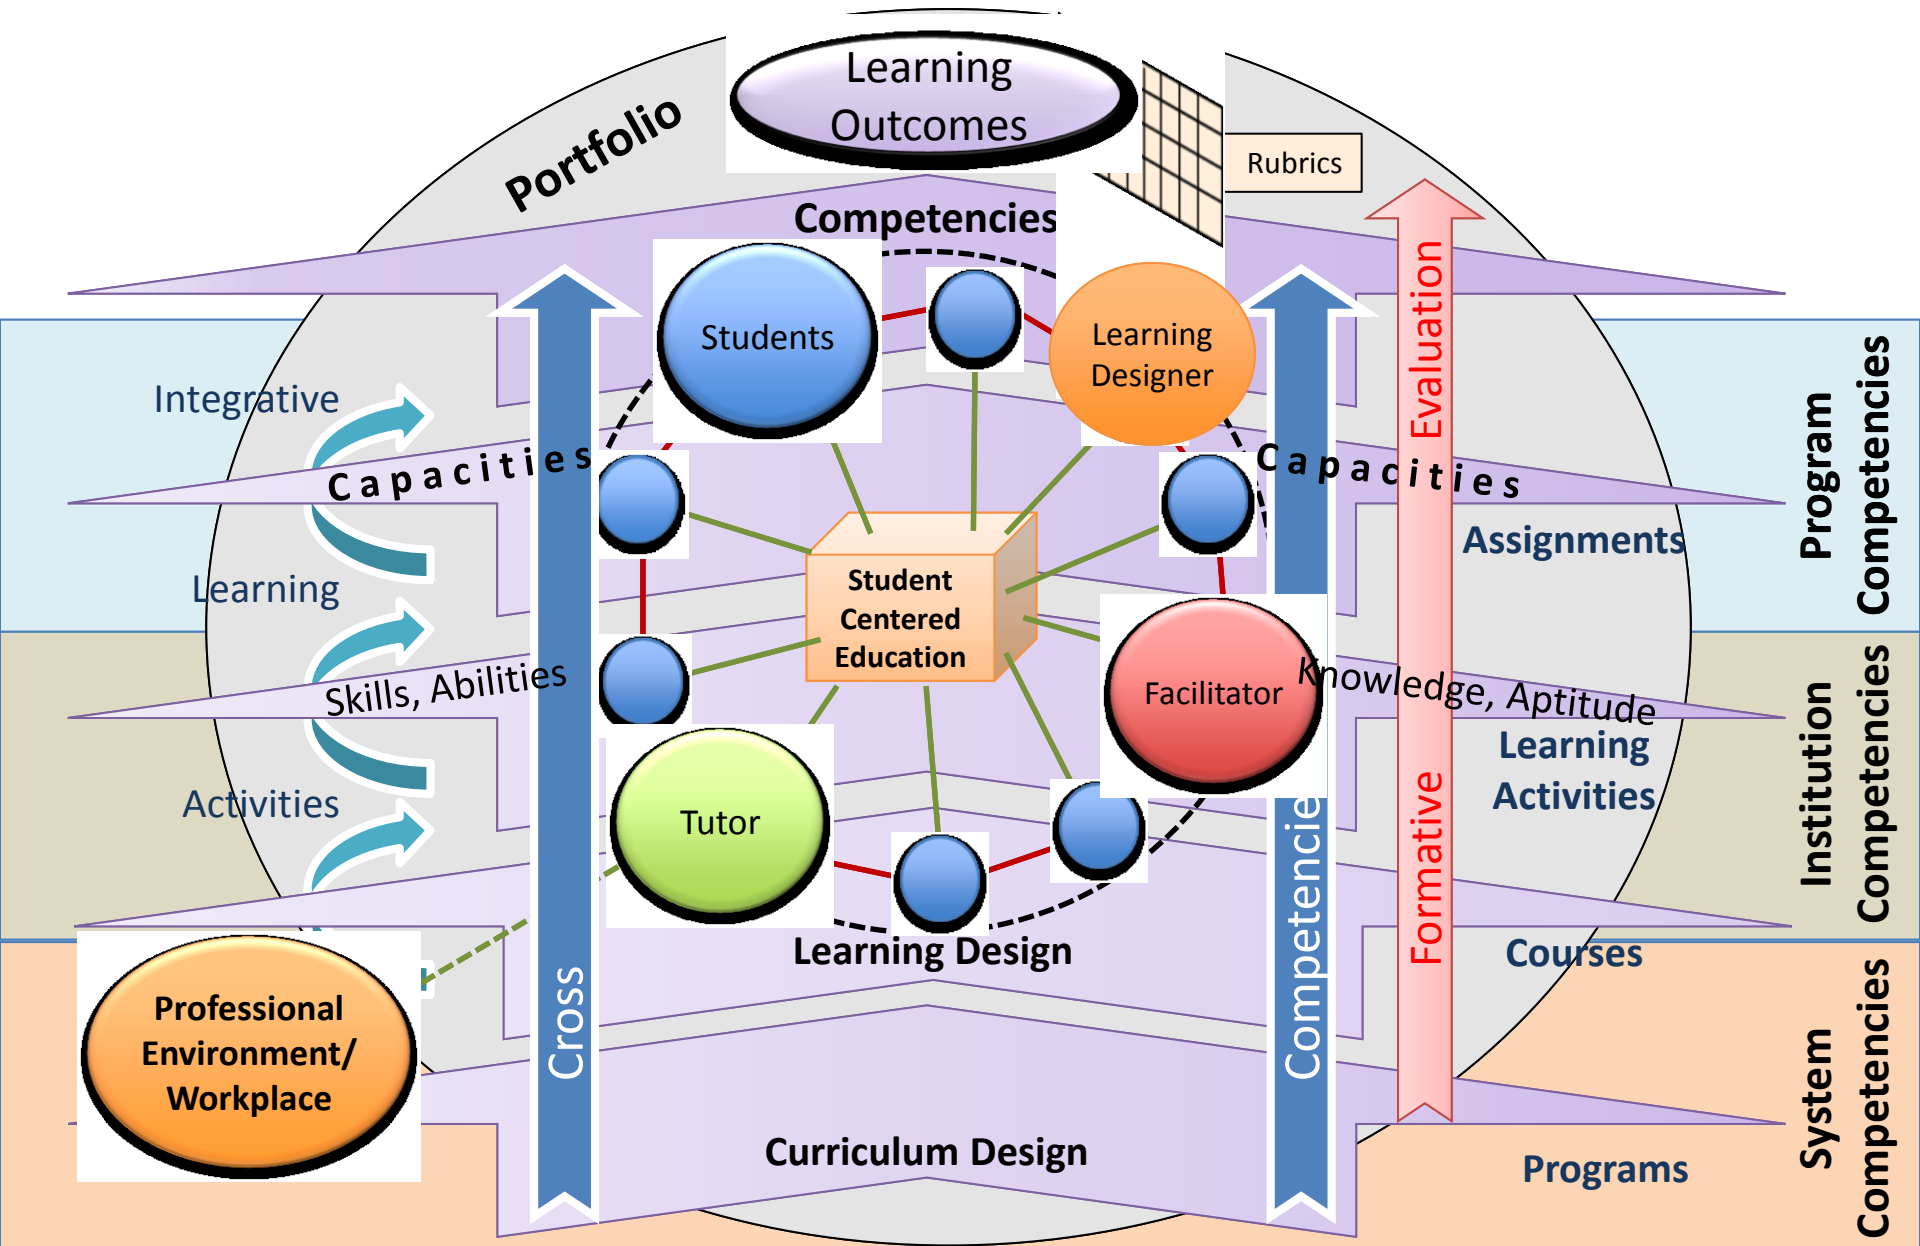 Learning
Outcomes
Portfolio
Rubrics
Competencies
Students
Learning
Designer
Integrative
Capacities
Capacities
Evaluation
Program
Competencies
Assignments
Learning
Student
Centered
Education
Skills, Abilities
Facilitator
Knowledge, Aptitude
Learning
Activities
Institution
Competencies
Activities
Tutor
Formative
Learning Design
Courses
Cross
Competencie
Professional
Environment/
Workplace
Curriculum Design
Programs
System
Competencies